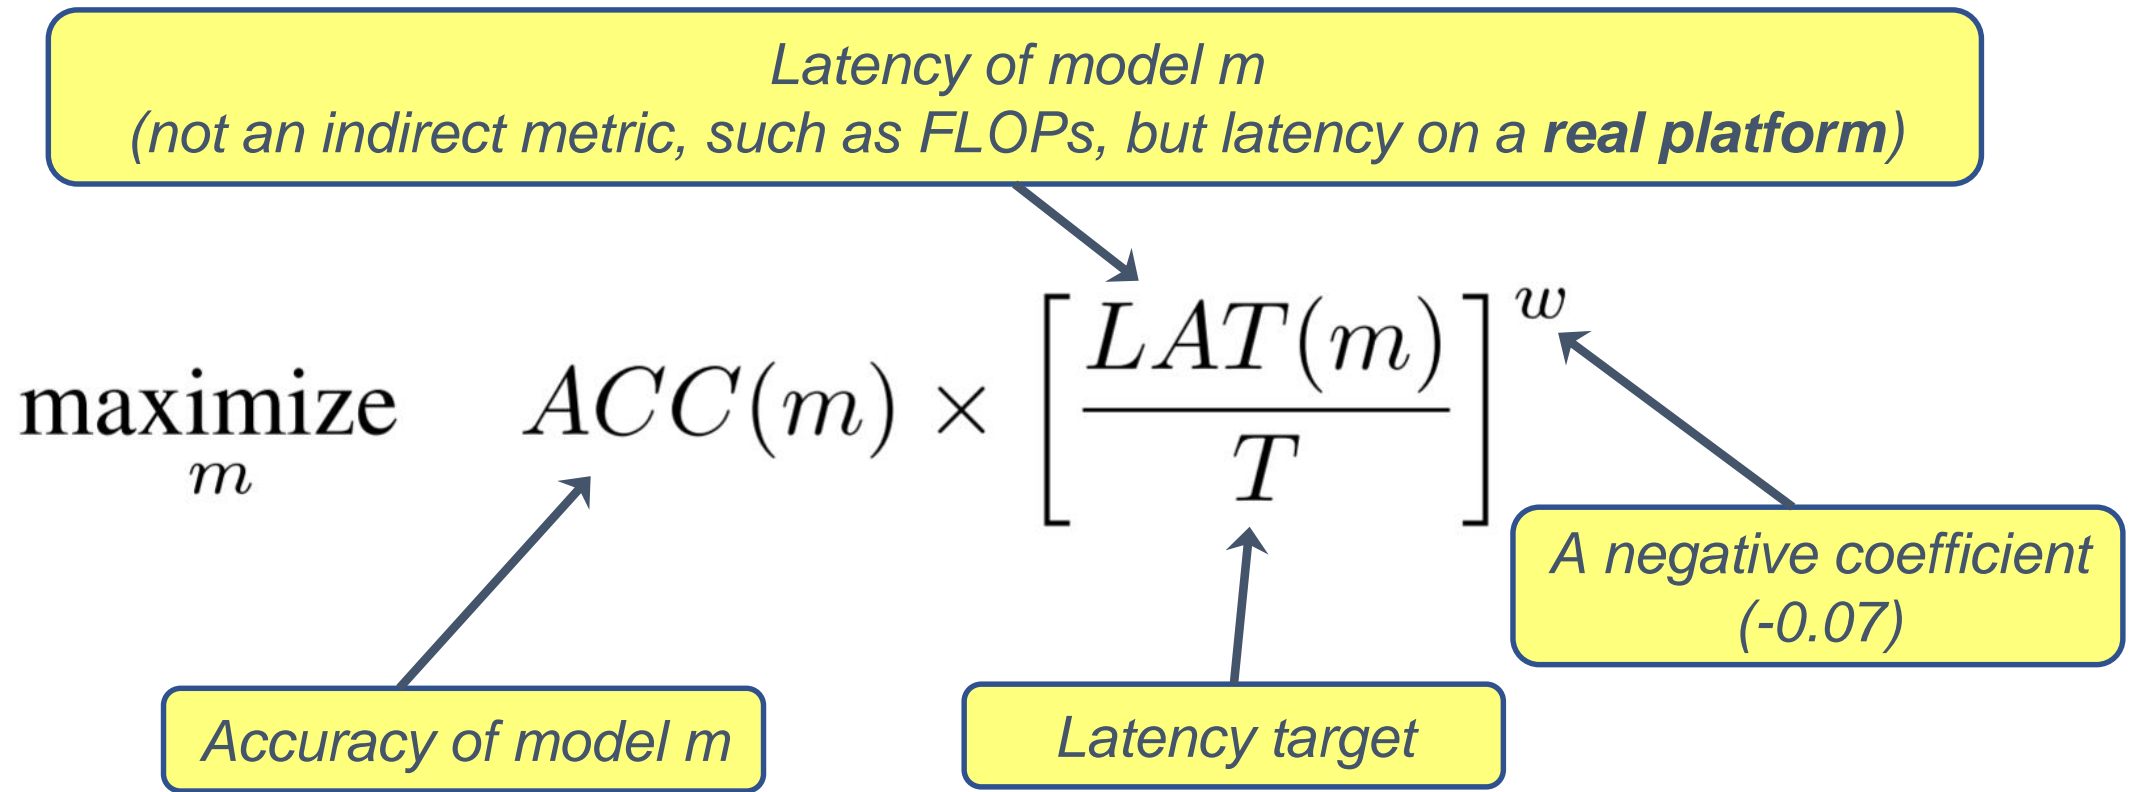 Latency of model m
(not an indirect metric, such as FLOPs, but latency on a real platform)
maximize ACC(m) × [LAT(m) / T]^w
m
A negative coefficient
(-0.07)
Accuracy of model m
Latency target